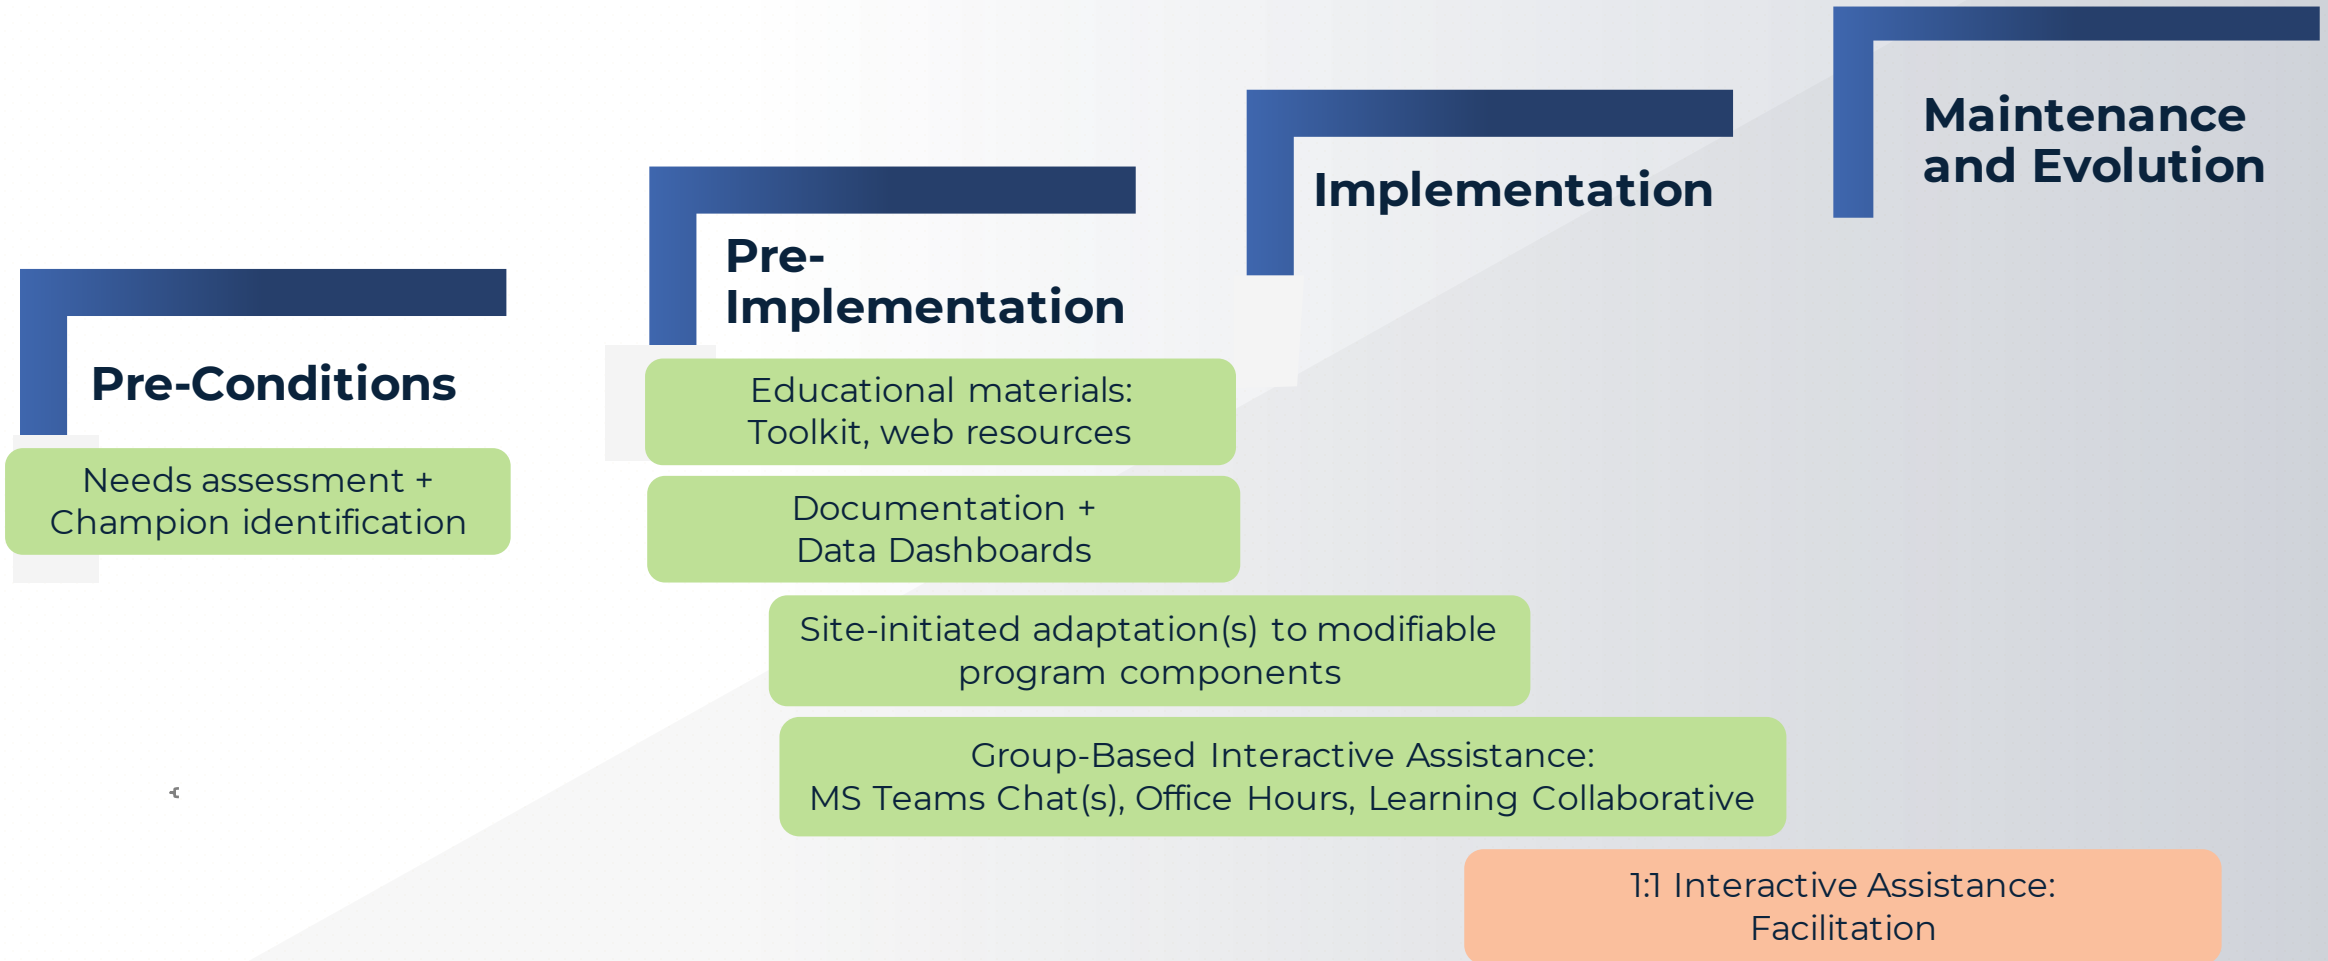 Pre-Conditions
Needs assessment +
Champion identification
Pre-
Implementation
Educational materials:
Toolkit, web resources
Documentation +
Data Dashboards
Site-initiated adaptation(s) to modifiable
program components
Group-Based Interactive Assistance:
MS Teams Chat(s), Office Hours, Learning Collaborative
Implementation
Maintenance
and Evolution
1:1 Interactive Assistance:
Facilitation